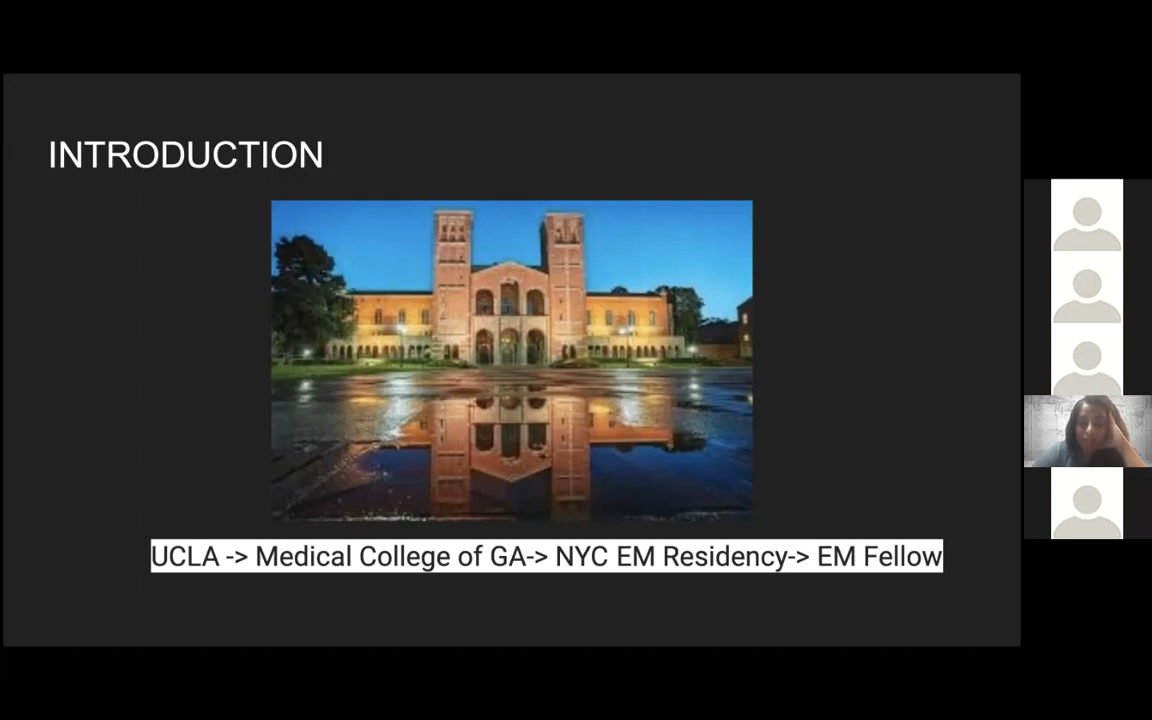 INTRODUCTION
UCLA -> Medical College of GA-> NYC EM Residency-> EM Fellow